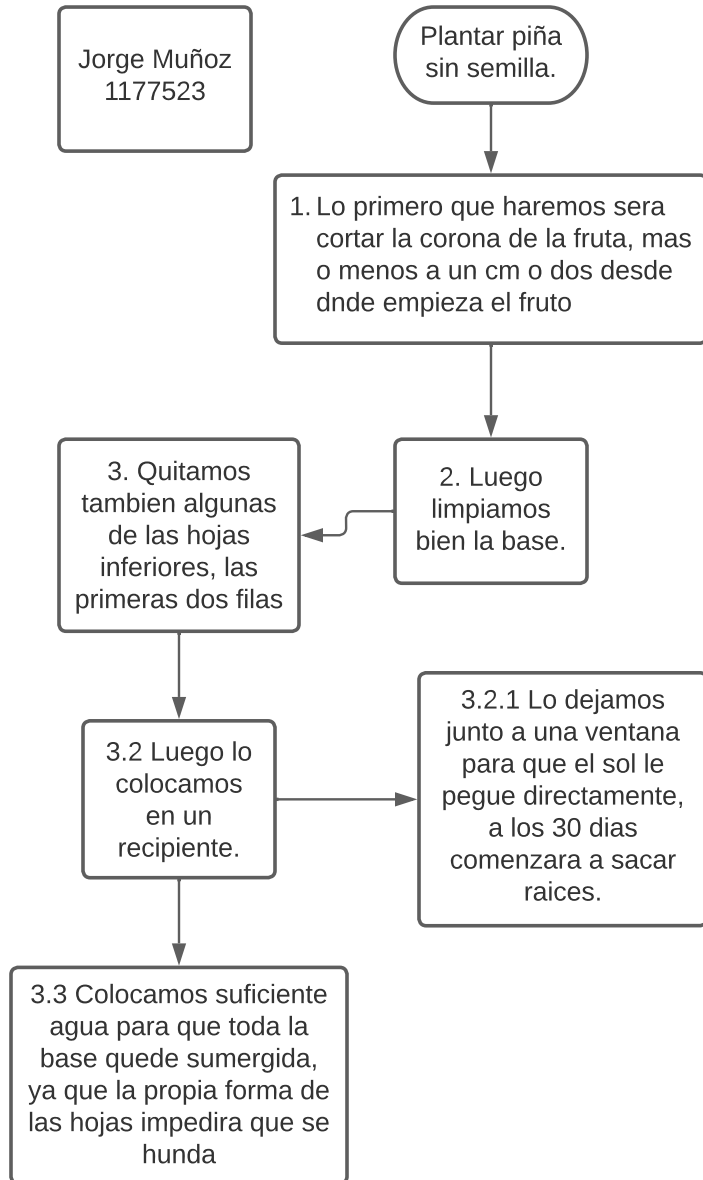 Jorge Muñoz
1177523
Plantar piña
sin semilla.
1. Lo primero que haremos sera
cortar la corona de la fruta, mas
o menos a un cm o dos desde
dnde empieza el fruto
2. Luego
limpiamos
bien la base.
3. Quitamos
tambien algunas
de las hojas
inferiores, las
primeras dos filas
3.2 Luego lo
colocamos
en un
recipiente.
3.2.1 Lo dejamos
junto a una ventana
para que el sol le
pegue directamente,
a los 30 dias
comenzara a sacar
raices.
3.3 Colocamos suficiente
agua para que toda la
base quede sumergida,
ya que la propia forma de
las hojas impedira que se
hunda